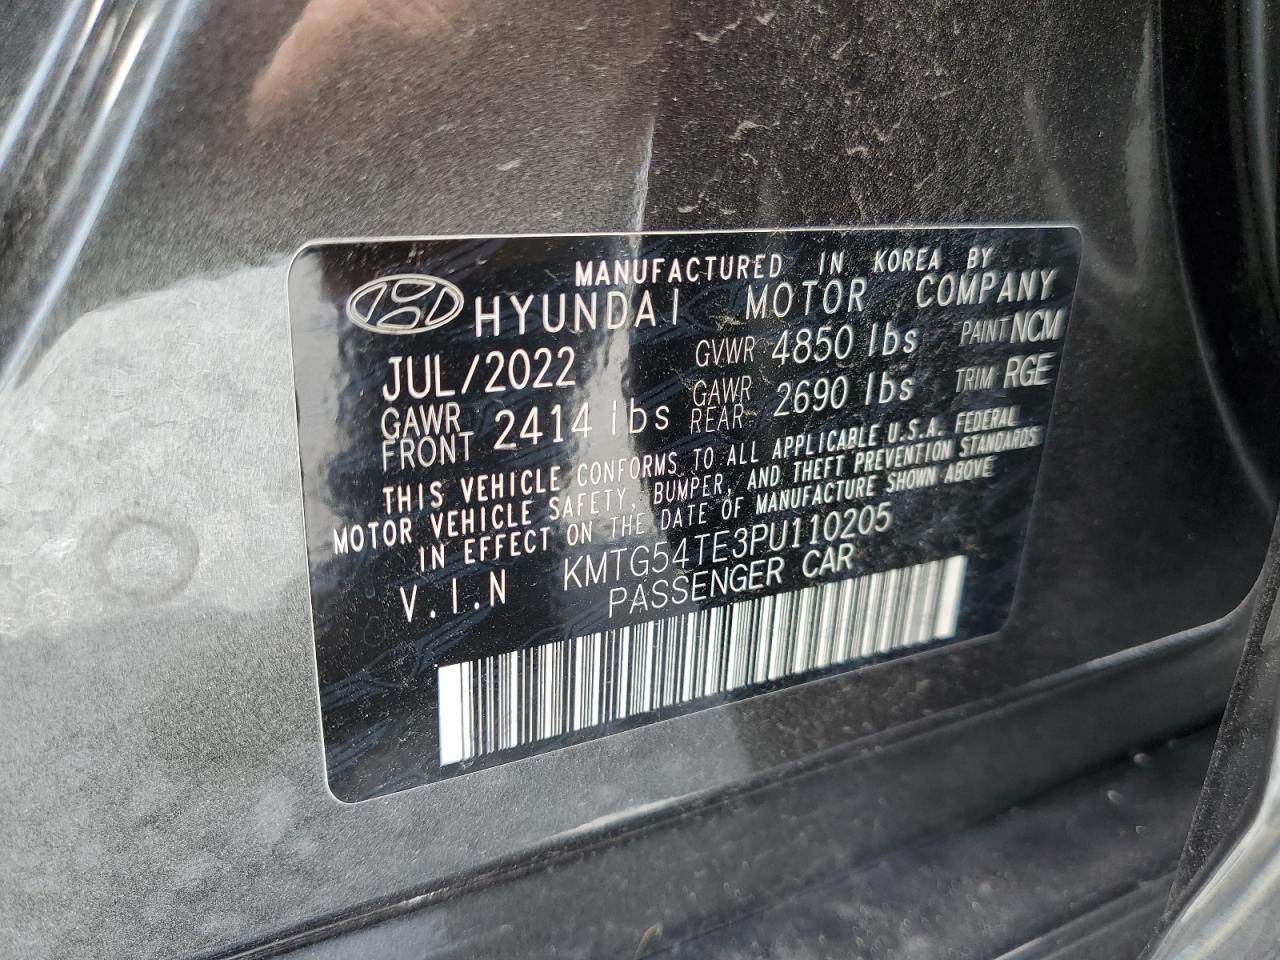 MANUFACTURED IN KOREA BY
HYUNDAI MOTOR COMPANY
JUL/2022 GVWR 4850 lbs PAINT NCM
GAWR FRONT 2414 lbs GAWR REAR 2690 lbs TRIM RGE
THIS VEHICLE CONFORMS TO ALL APPLICABLE U.S.A. FEDERAL
MOTOR VEHICLE SAFETY, BUMPER, AND THEFT PREVENTION STANDARDS
IN EFFECT ON THE DATE OF MANUFACTURE SHOWN ABOVE
V.I.N KMTG54TE3PU110205
PASSENGER CAR